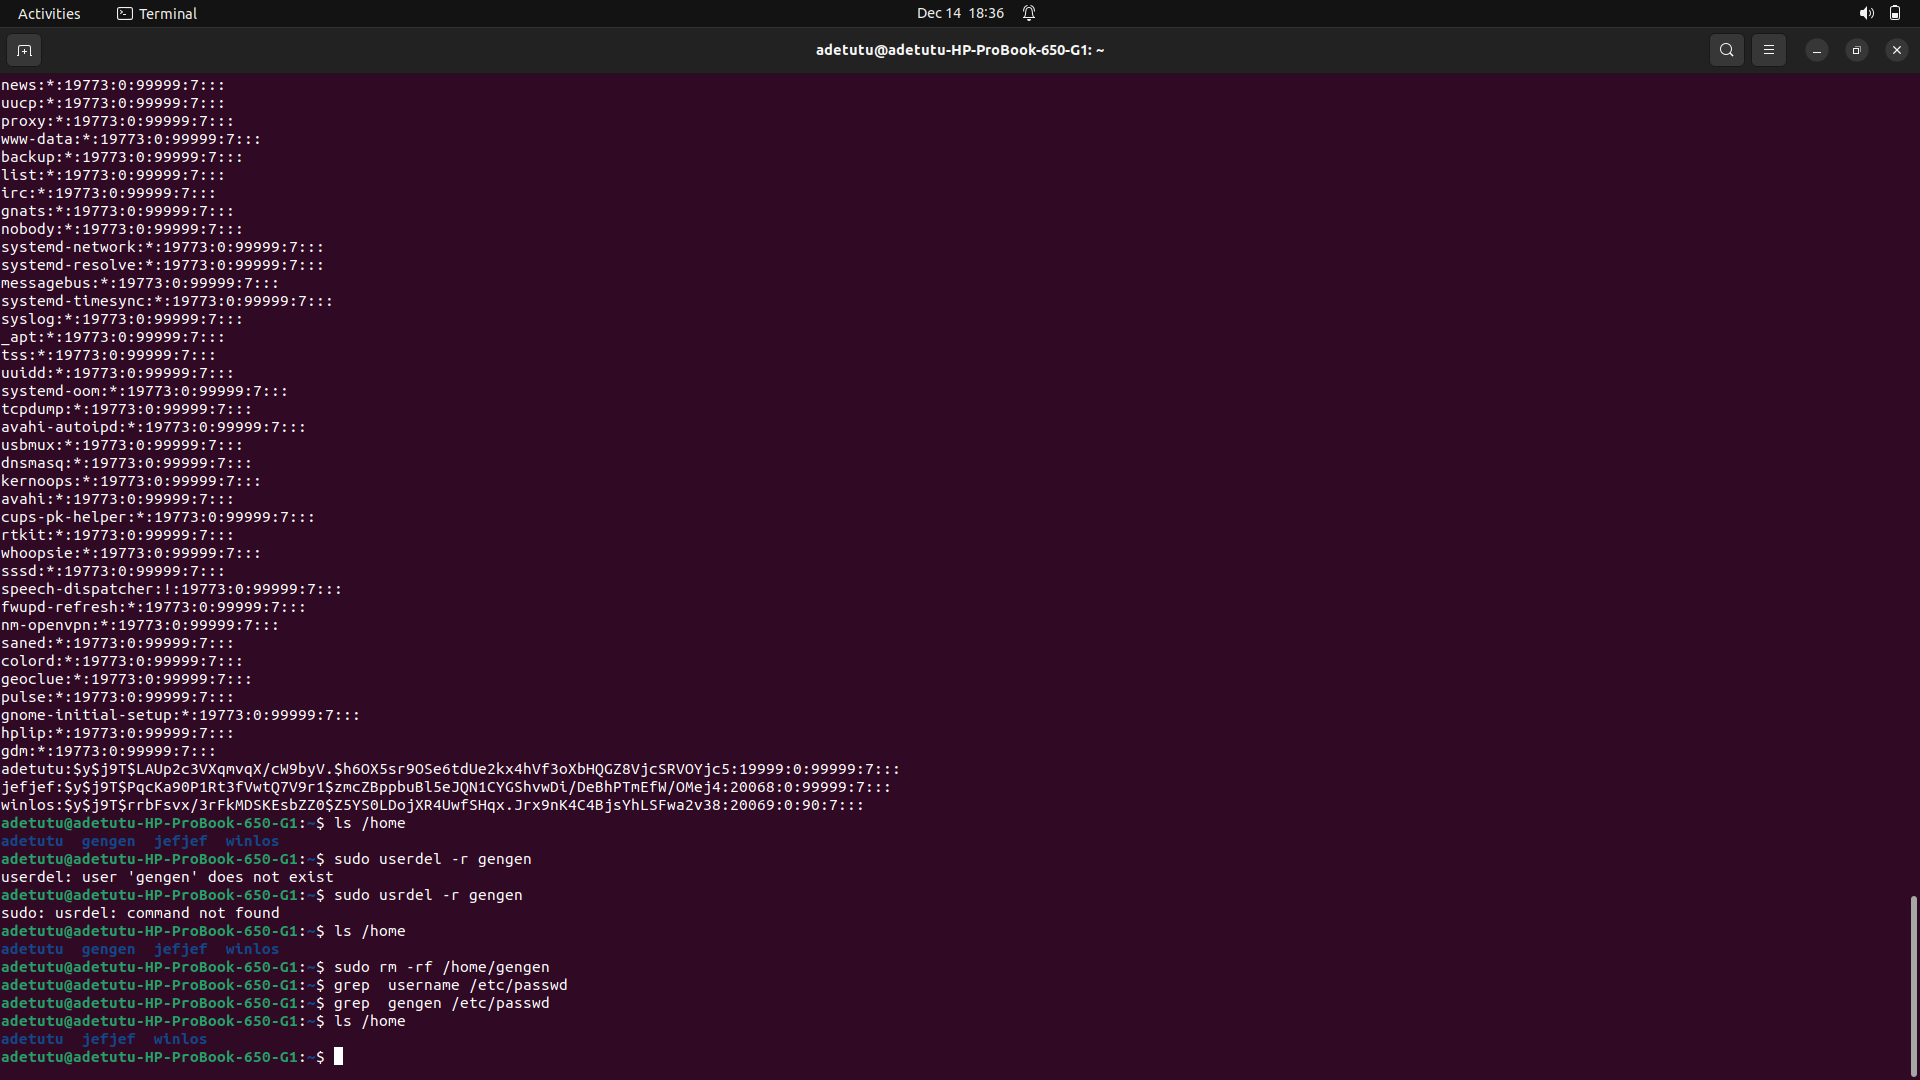 Activities
Terminal
Dec 14 18:36
adetutu@adetutu-HP-ProBook-650-G1: ~
news:*:19773:0:99999:7:::
uucp:*:19773:0:99999:7:::
proxy:*:19773:0:99999:7:::
www-data:*:19773:0:99999:7:::
backup:*:19773:0:99999:7:::
list:*:19773:0:99999:7:::
irc:*:19773:0:99999:7:::
gnats:*:19773:0:99999:7:::
nobody:*:19773:0:99999:7:::
systemd-network:*:19773:0:99999:7:::
systemd-resolve:*:19773:0:99999:7:::
messagebus:*:19773:0:99999:7:::
systemd-timesync:*:19773:0:99999:7:::
syslog:*:19773:0:99999:7:::
_apt:*:19773:0:99999:7:::
tss:*:19773:0:99999:7:::
uuidd:*:19773:0:99999:7:::
systemd-oom:*:19773:0:99999:7:::
tcpdump:*:19773:0:99999:7:::
avahi-autoipd:*:19773:0:99999:7:::
usbmux:*:19773:0:99999:7:::
dnsmasq:*:19773:0:99999:7:::
kernoops:*:19773:0:99999:7:::
avahi:*:19773:0:99999:7:::
cups-pk-helper:*:19773:0:99999:7:::
rtkit:*:19773:0:99999:7:::
whoopsie:*:19773:0:99999:7:::
sssd:*:19773:0:99999:7:::
speech-dispatcher:!:19773:0:99999:7:::
fwupd-refresh:*:19773:0:99999:7:::
nm-openvpn:*:19773:0:99999:7:::
saned:*:19773:0:99999:7:::
colord:*:19773:0:99999:7:::
geoclue:*:19773:0:99999:7:::
pulse:*:19773:0:99999:7:::
gnome-initial-setup:*:19773:0:99999:7:::
hplip:*:19773:0:99999:7:::
gdm:*:19773:0:99999:7:::
adetutu:$y$j9T$LAUp2c3VXqmvqX/cW9byV.$h6OX5sr9OSe6tdUe2kx4hVf3oXbHQGZ8VjcSRVOYjc5:19999:0:99999:7:::
jefjef:$y$j9T$PqcKa90P1Rt3fVwtQ7V9r1$zmcZBppbuBl5eJQN1CYGShvwDi/DeBhPTmEfW/OMej4:20068:0:99999:7:::
winlos:$y$j9T$rrbFsvx/3rFkMDSKEsbZZ0$Z5YS0LDojXR4UwfSHqx.Jrx9nK4C4BjsYhLSFwa2v38:20069:0:90:7:::
adetutu@adetutu-HP-ProBook-650-G1:~$ ls /home
adetutu  gengen  jefjef  winlos
adetutu@adetutu-HP-ProBook-650-G1:~$ sudo userdel -r gengen
userdel: user 'gengen' does not exist
adetutu@adetutu-HP-ProBook-650-G1:~$ sudo usrdel -r gengen
sudo: usrdel: command not found
adetutu@adetutu-HP-ProBook-650-G1:~$ ls /home
adetutu  gengen  jefjef  winlos
adetutu@adetutu-HP-ProBook-650-G1:~$ sudo rm -rf /home/gengen
adetutu@adetutu-HP-ProBook-650-G1:~$ grep  username /etc/passwd
adetutu@adetutu-HP-ProBook-650-G1:~$ grep  gengen /etc/passwd
adetutu@adetutu-HP-ProBook-650-G1:~$ ls /home
adetutu  jefjef  winlos
adetutu@adetutu-HP-ProBook-650-G1:~$